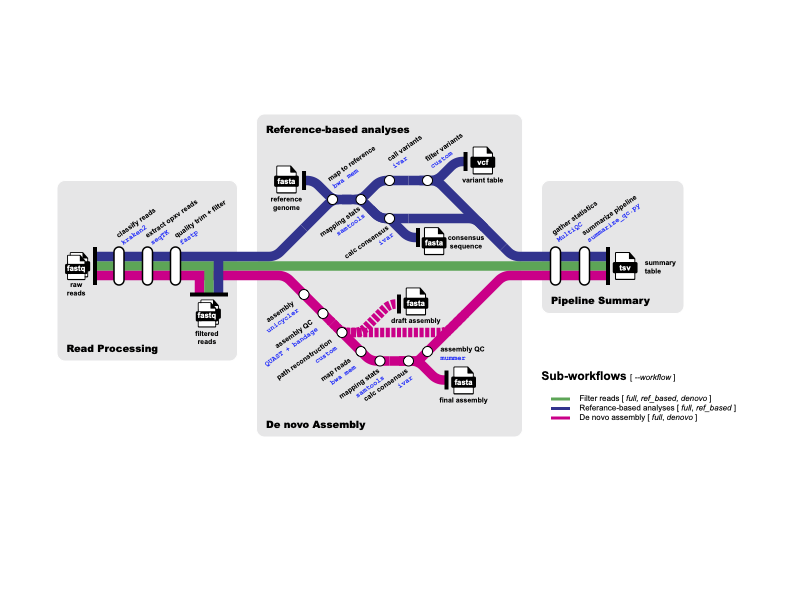 Reference-based analyses
map to reference
bwa mem
call variants
ivar
filter variants
custom
vcf
variant table
fasta
reference
genome
mapping stats
samtools
calc consensus
ivar
fasta
consensus
sequence
classify reads
kraken2
extract opxv reads
seqTK
quality trim + filter
fastp
fastq
raw
reads
fastq
filtered
reads
Read Processing
gather statistics
MultiQC
summarize pipeline
summarize_qc.py
tsv
summary
table
Pipeline Summary
assembly
unicycler
assembly QC
QUAST + bandage
path reconstruction
custom
map reads
bwa mem
mapping stats
samtools
calc consensus
ivar
fasta
draft assembly
assembly QC
mummer
fasta
final assembly
De novo Assembly
Sub-workflows [ --workflow ]
Filter reads [ full, ref_based, denovo ]
Referance-based analyses [ full, ref_based ]
De novo assembly [ full, denovo ]